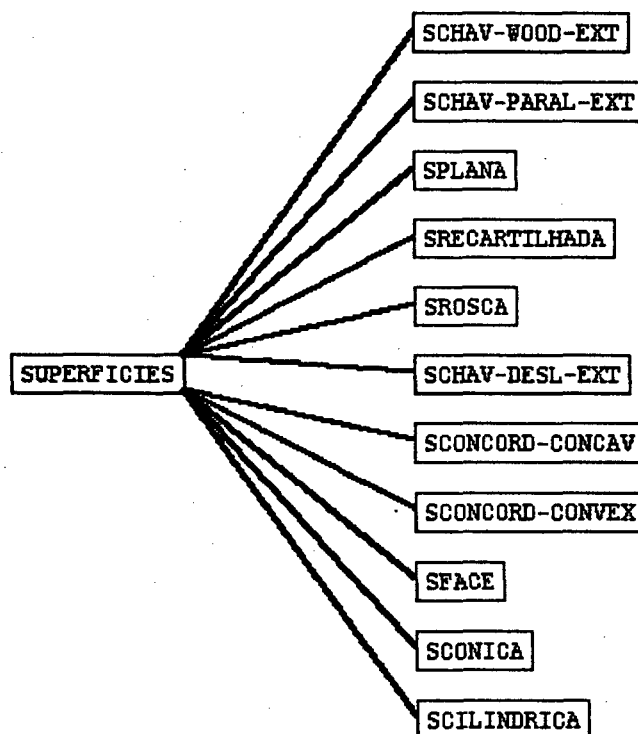 SCHAV-WOOD-EXT
SCHAV-PARAL-EXT
SPLANA
SRECARTILHADA
SROSCA
SUPERFICIES
SCHAV-DESL-EXT
SCONCORD-CONCAV
SCONCORD-CONVEX
SFACE
SCONICA
SCILINDRICA